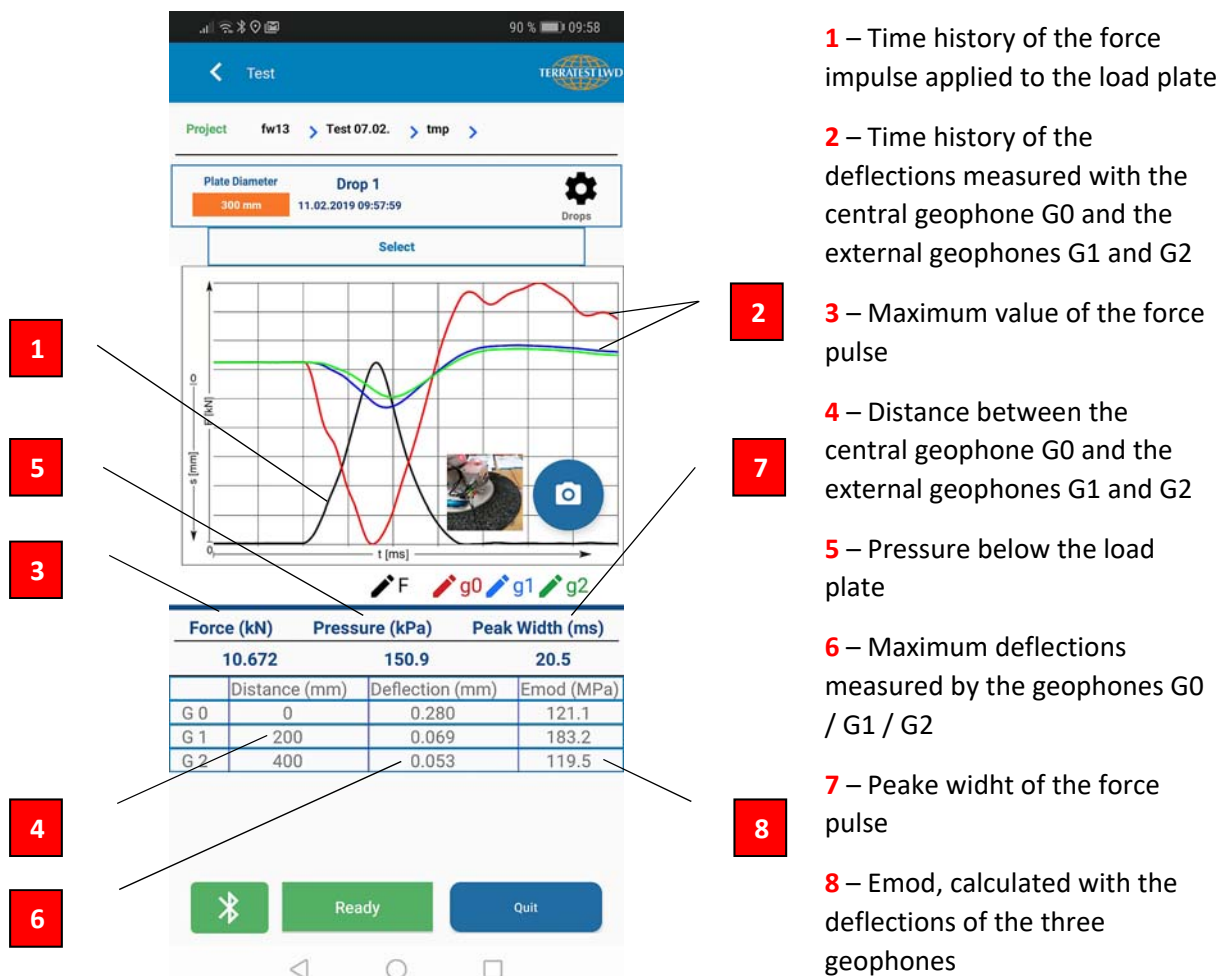 90 % 09:58
Test
TERRATEST LWD
Project fw13 Test 07.02. tmp
Plate Diameter
300 mm
Drop 1
11.02.2019 09:57:59
Drops
Select
0
F [kN]
s [mm]
0
t [ms]
F g0 g1 g2
Force (kN) Pressure (kPa) Peak Width (ms)
10.672 150.9 20.5
Distance (mm) Deflection (mm) Emod (MPa)
G 0 0 0.280 121.1
G 1 200 0.069 183.2
G 2 400 0.053 119.5
Ready
Quit
1
5
3
4
6
2
7
8
1 – Time history of the force
impulse applied to the load plate
2 – Time history of the
deflections measured with the
central geophone G0 and the
external geophones G1 and G2
3 – Maximum value of the force
pulse
4 – Distance between the
central geophone G0 and the
external geophones G1 and G2
5 – Pressure below the load
plate
6 – Maximum deflections
measured by the geophones G0
/ G1 / G2
7 – Peake widht of the force
pulse
8 – Emod, calculated with the
deflections of the three
geophones